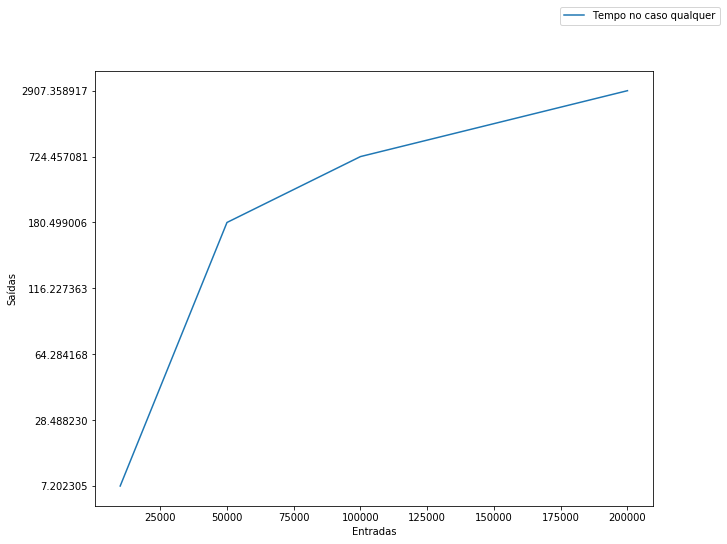 Tempo no caso qualquer
2907.358917
724.457081
180.499006
116.227363
64.284168
28.488230
7.202305
Saídas
25000 50000 75000 100000 125000 150000 175000 200000
Entradas